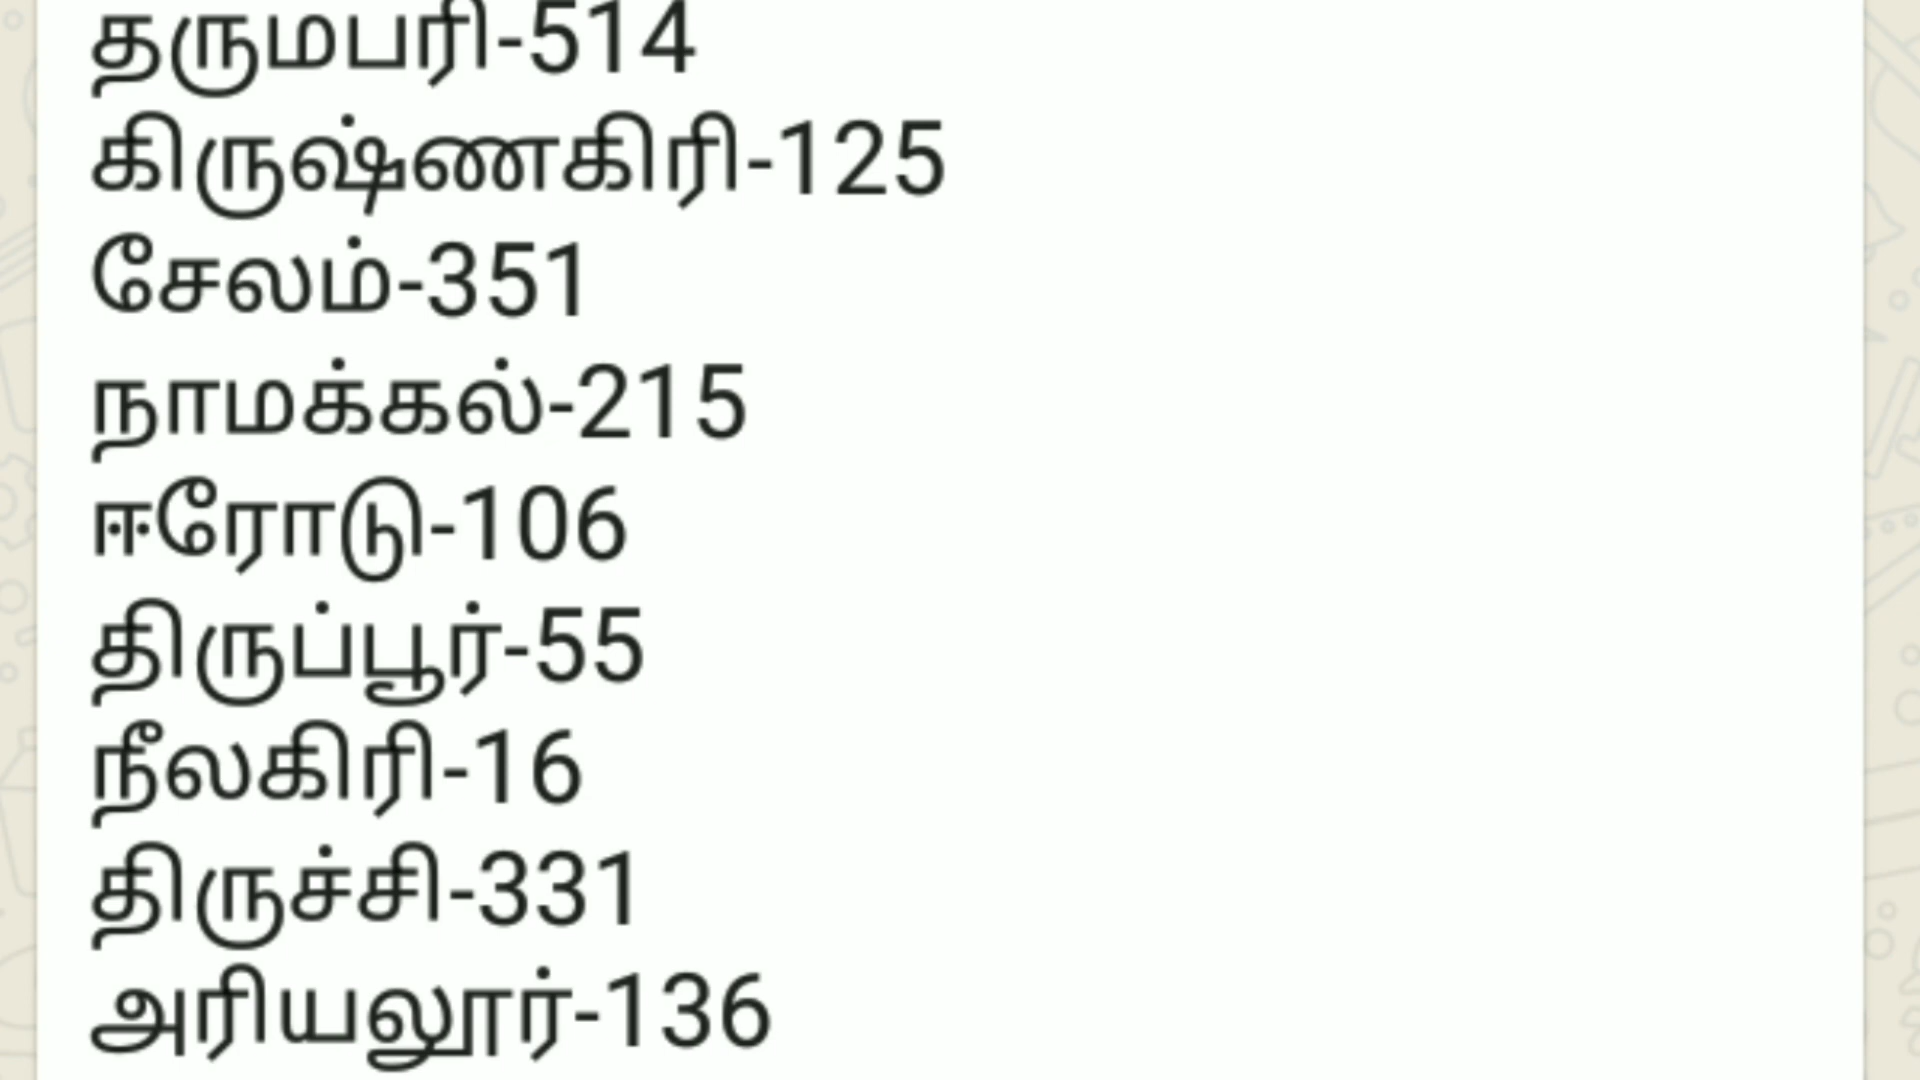 தருமபரி-514
கிருஷ்ணகிரி-125
சேலம்-351
நாமக்கல்-215
ஈரோடு-106
திருப்பூர்-55
நீலகிரி-16
திருச்சி-331
அரியலூர்-136